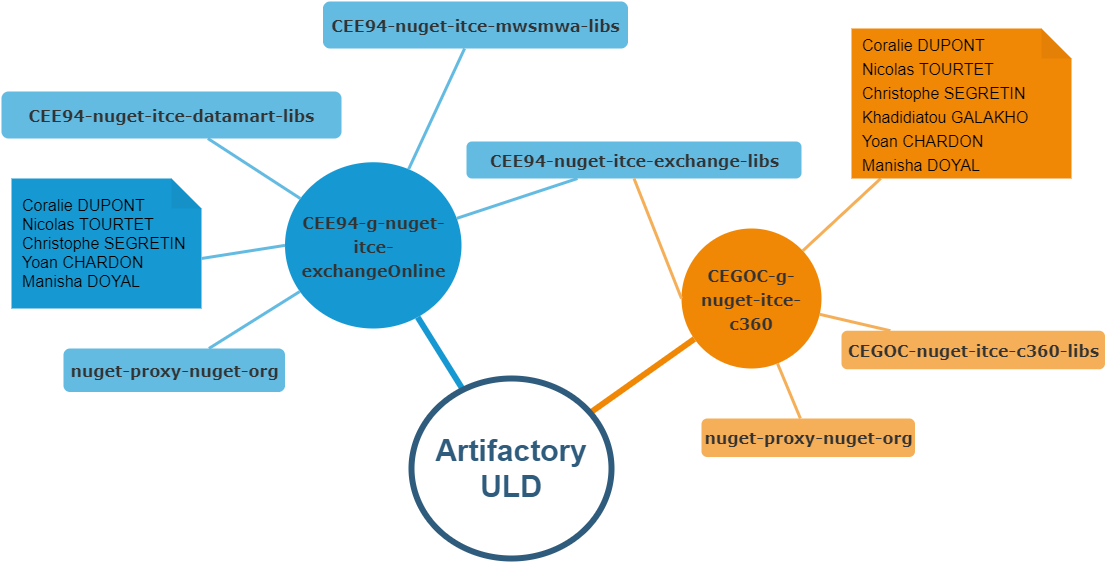 CEE94-nuget-itce-mwsmwa-libs
CEE94-nuget-itce-datamart-libs
CEE94-nuget-itce-exchange-libs
Coralie DUPONT
Nicolas TOURTET
Christophe SEGRETIN
Khadidiatou GALAKHO
Yoan CHARDON
Manisha DOYAL
Coralie DUPONT
Nicolas TOURTET
Christophe SEGRETIN
Yoan CHARDON
Manisha DOYAL
CEE94-g-nuget-
itce-
exchangeOnline
CEGOC-g-
nuget-itce-
c360
nuget-proxy-nuget-org
CEGOC-nuget-itce-c360-libs
nuget-proxy-nuget-org
Artifactory
ULD